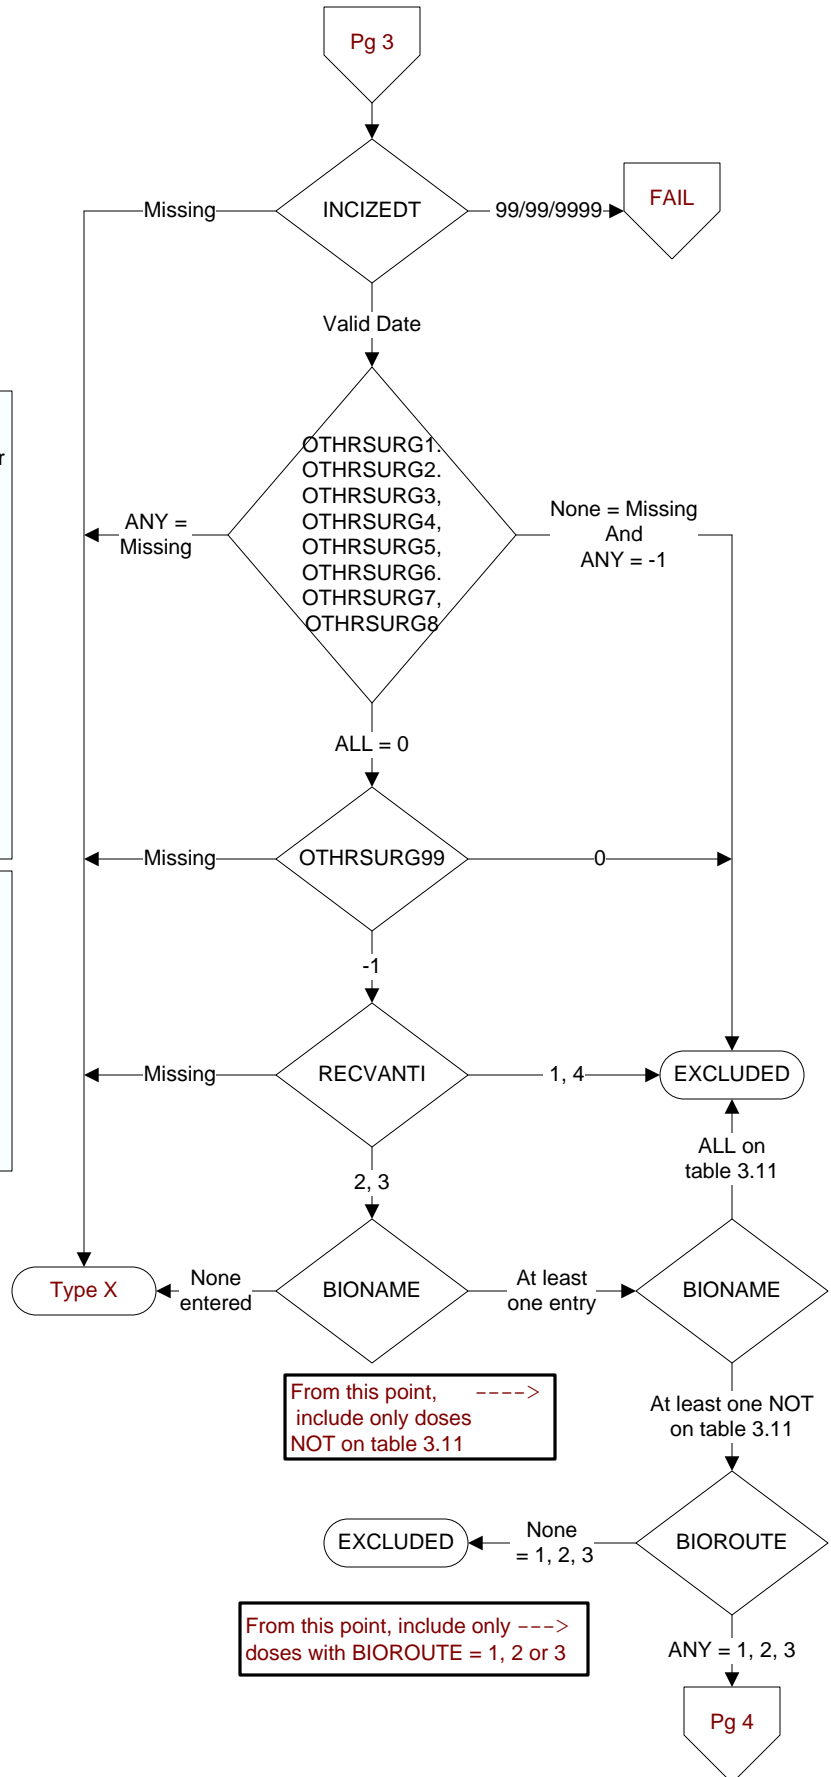 Pg 3
INCIZEDT
Missing
99/99/9999
FAIL
Valid Date
r
OTHRSURG1.
OTHRSURG2.
OTHRSURG3,
OTHRSURG4,
OTHRSURG5,
OTHRSURG6.
OTHRSURG7,
OTHRSURG8
ANY =
Missing
None = Missing
And
ANY = -1
ALL = 0
Missing
OTHRSURG99
0
-1
Missing
RECVANTI
1, 4
EXCLUDED
2, 3
ALL on
table 3.11
Type X
None
entered
BIONAME
At least
one entry
BIONAME
From this point, ---->
include only doses
NOT on table 3.11
At least one NOT
on table 3.11
EXCLUDED
None
= 1, 2, 3
BIOROUTE
From this point, include only --->
doses with BIOROUTE = 1, 2 or 3
ANY = 1, 2, 3
Pg 4